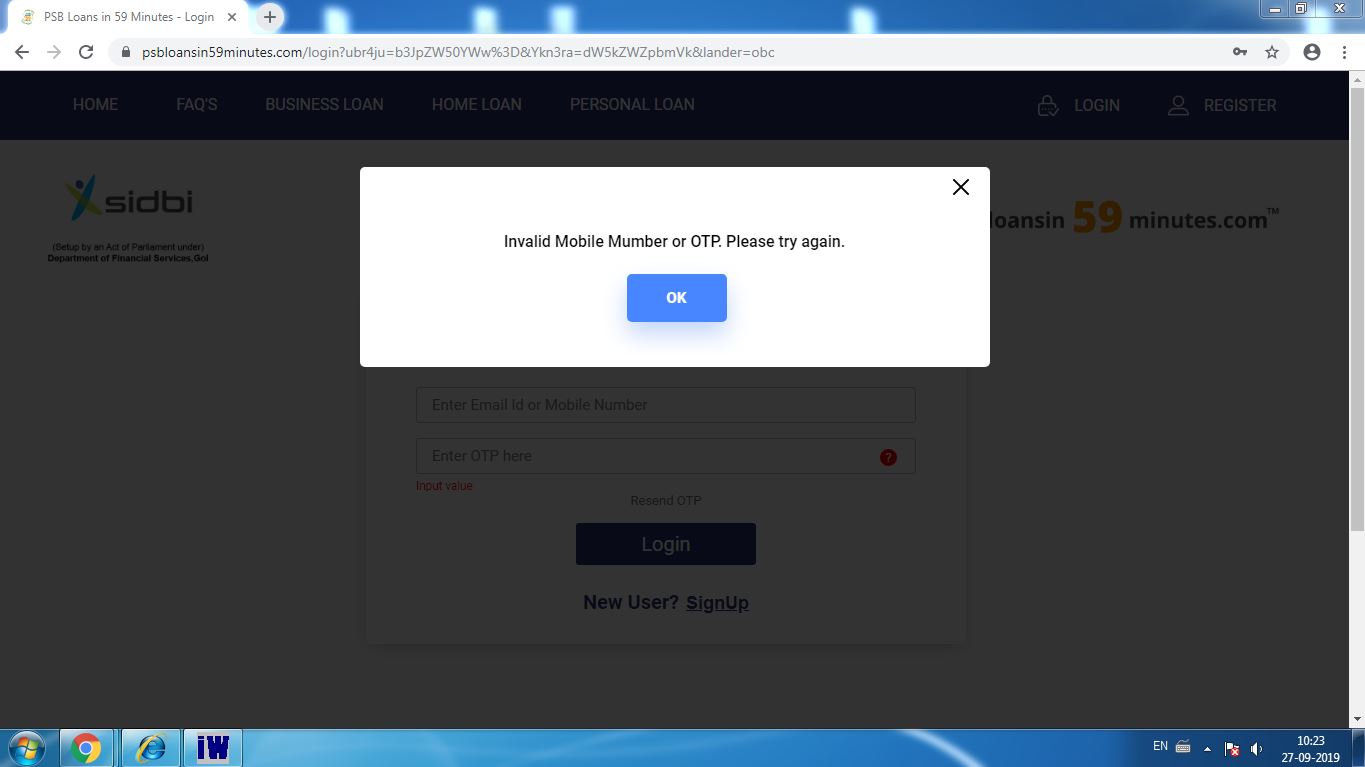 PSB Loans in 59 Minutes - Login
psbloansin59minutes.com/login?ubr4ju=b3JpZW50YWw%3D&Ykn3ra=dW5kZWZpbmVk&lander=obc
HOME FAQ'S BUSINESS LOAN HOME LOAN PERSONAL LOAN LOGIN REGISTER
sidbi
(Setup by an Act of Parliament under)
Department of Financial Services,GoI
loansin 59 minutes.com™
Invalid Mobile Mumber or OTP. Please try again.
OK
Enter Email Id or Mobile Number
Enter OTP here ?
Input value
Resend OTP
Login
New User? SignUp
iW
EN
10:23
27-09-2019